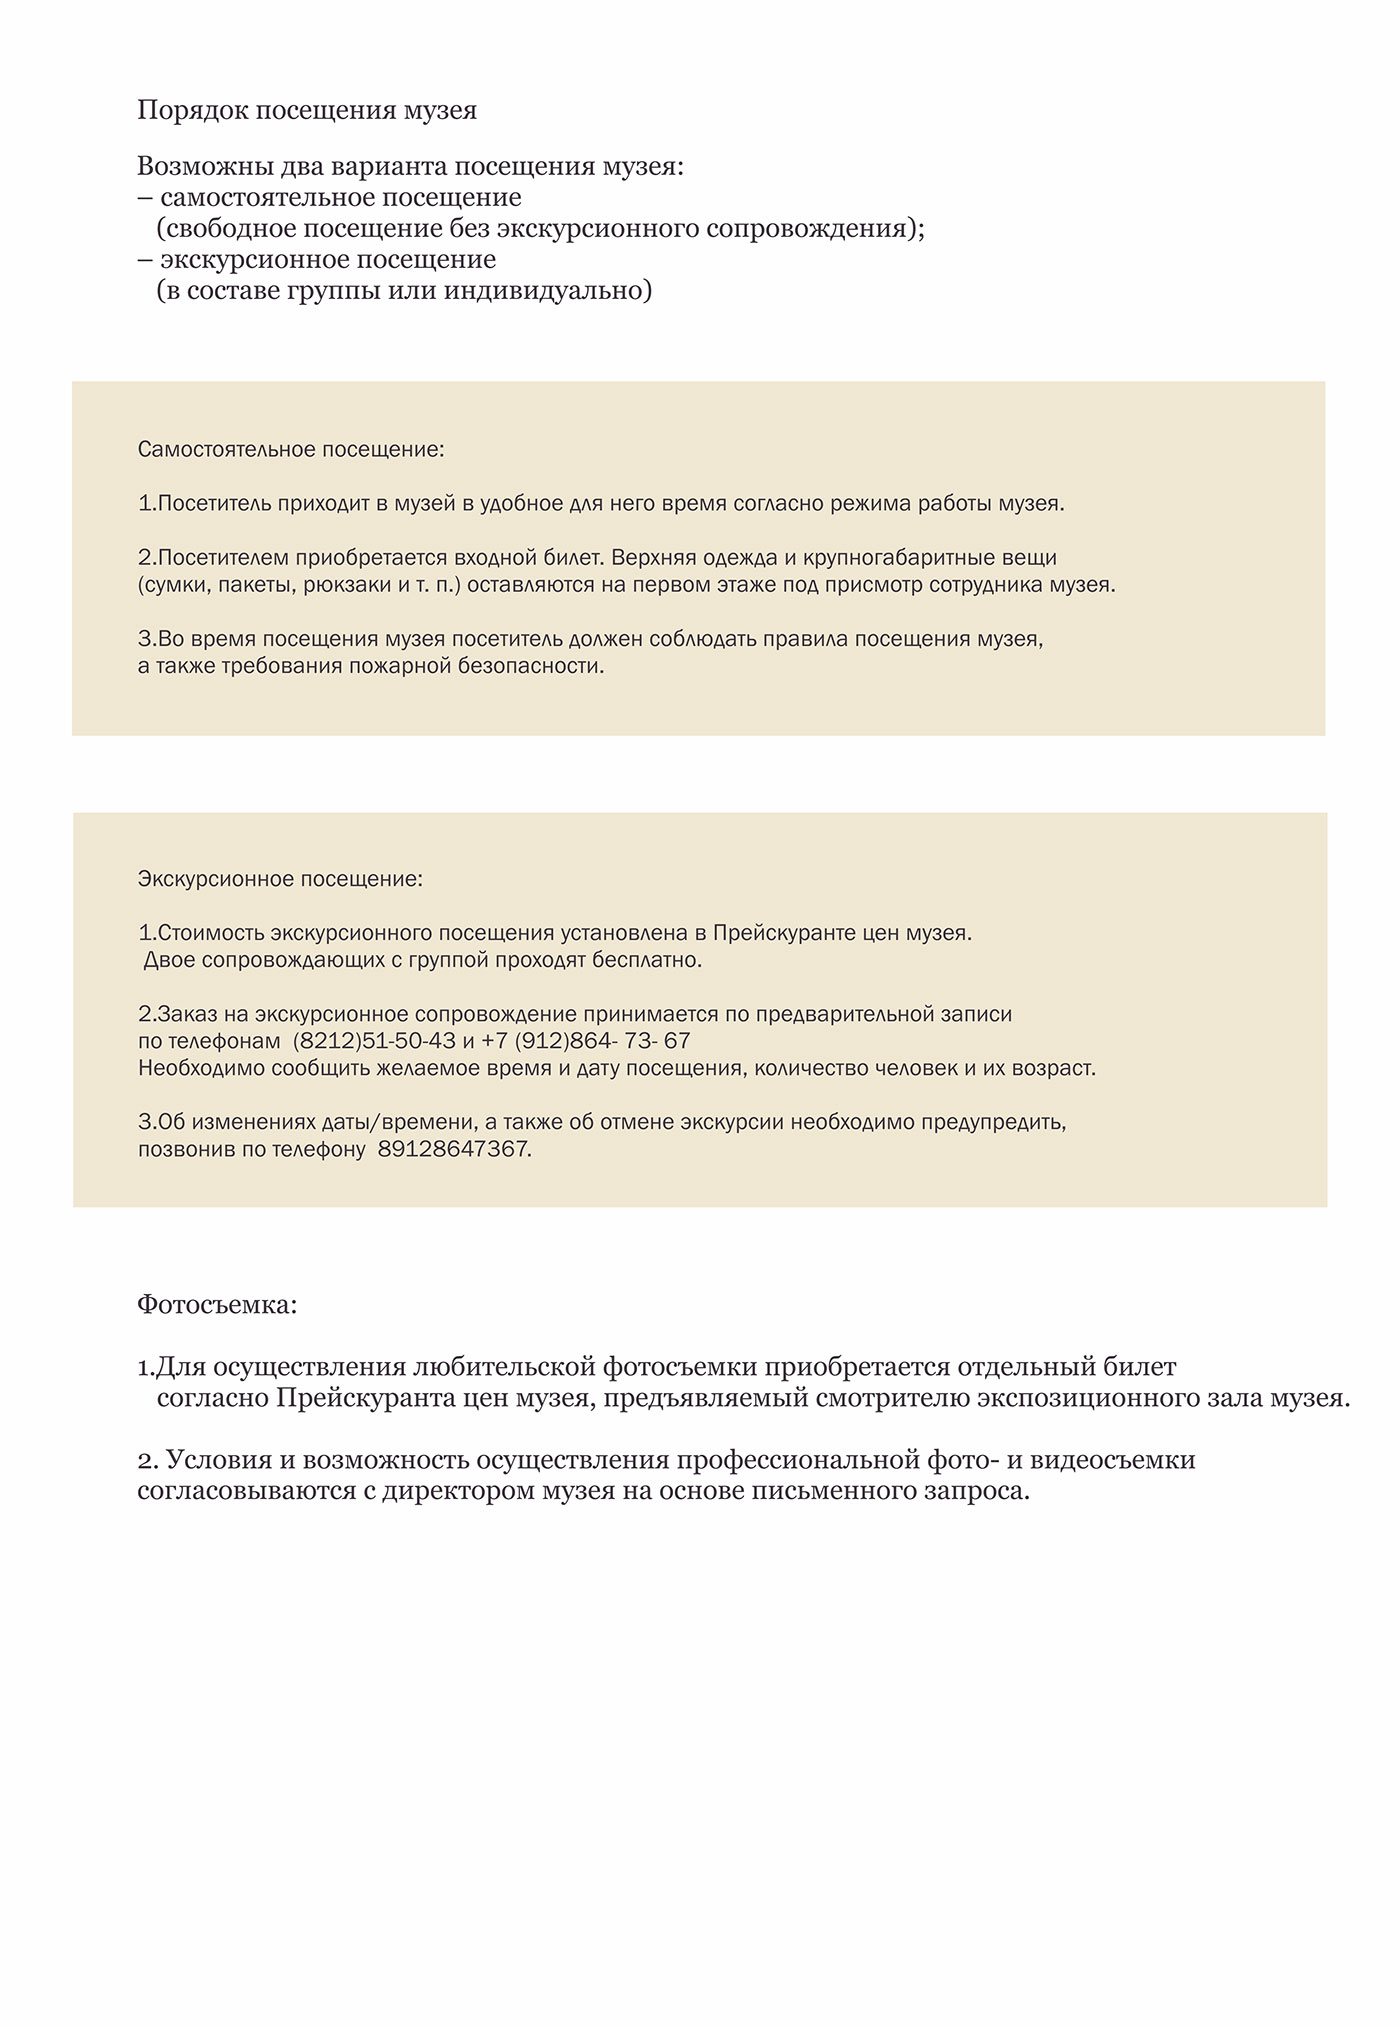 Порядок посещения музея
Возможны два варианта посещения музея:
– самостоятельное посещение
(свободное посещение без экскурсионного сопровождения);
– экскурсионное посещение
(в составе группы или индивидуально)
Самостоятельное посещение:
1.Посетитель приходит в музей в удобное для него время согласно режима работы музея.
2.Посетителем приобретается входной билет. Верхняя одежда и крупногабаритные вещи
(сумки, пакеты, рюкзаки и т. п.) оставляются на первом этаже под присмотр сотрудника музея.
3.Во время посещения музея посетитель должен соблюдать правила посещения музея,
а также требования пожарной безопасности.
Экскурсионное посещение:
1.Стоимость экскурсионного посещения установлена в Прейскуранте цен музея.
Двое сопровождающих с группой проходят бесплатно.
2.Заказ на экскурсионное сопровождение принимается по предварительной записи
по телефонам  (8212)51-50-43 и +7 (912)864- 73- 67
Необходимо сообщить желаемое время и дату посещения, количество человек и их возраст.
3.Об изменениях даты/времени, а также об отмене экскурсии необходимо предупредить,
позвонив по телефону  89128647367.
Фотосъемка:
1.Для осуществления любительской фотосъемки приобретается отдельный билет
согласно Прейскуранта цен музея, предъявляемый смотрителю экспозиционного зала музея.
2. Условия и возможность осуществления профессиональной фото- и видеосъемки
согласовываются с директором музея на основе письменного запроса.